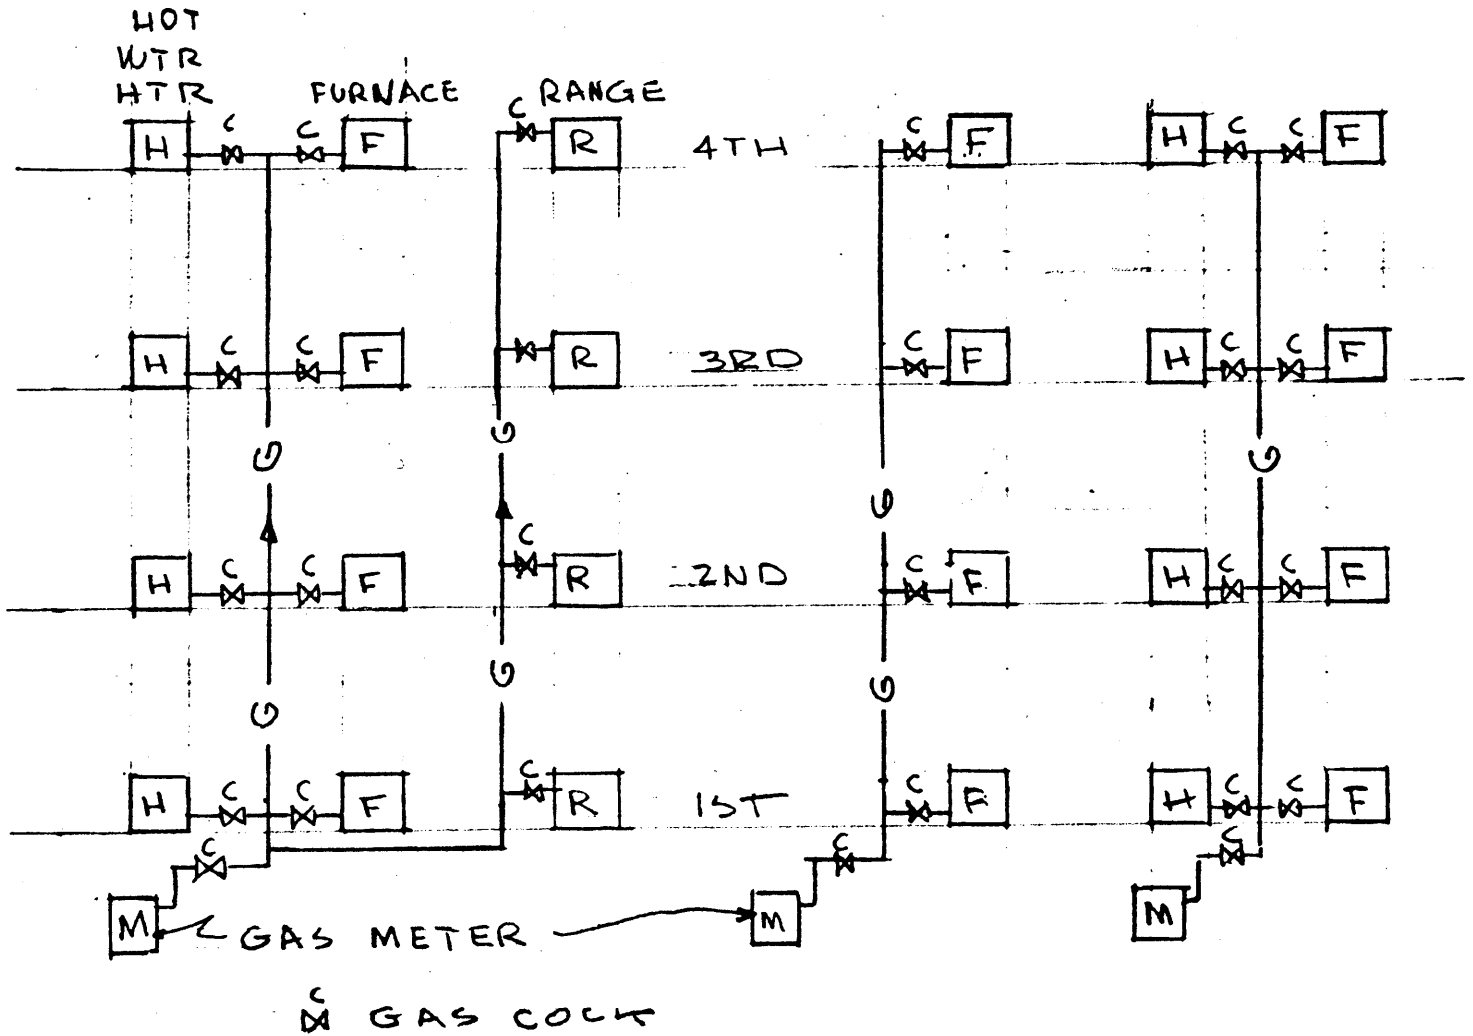 HOT
WTR
HTR FURNACE C RANGE
H C C F R 4TH C F H C C F
H C C F R 3RD C F H C C F
G G G G
H C C F C R 2ND C F H C C F
G G G
H C C F C R 1ST C F H C C F
C C C
M GAS METER M M
C GAS COCK